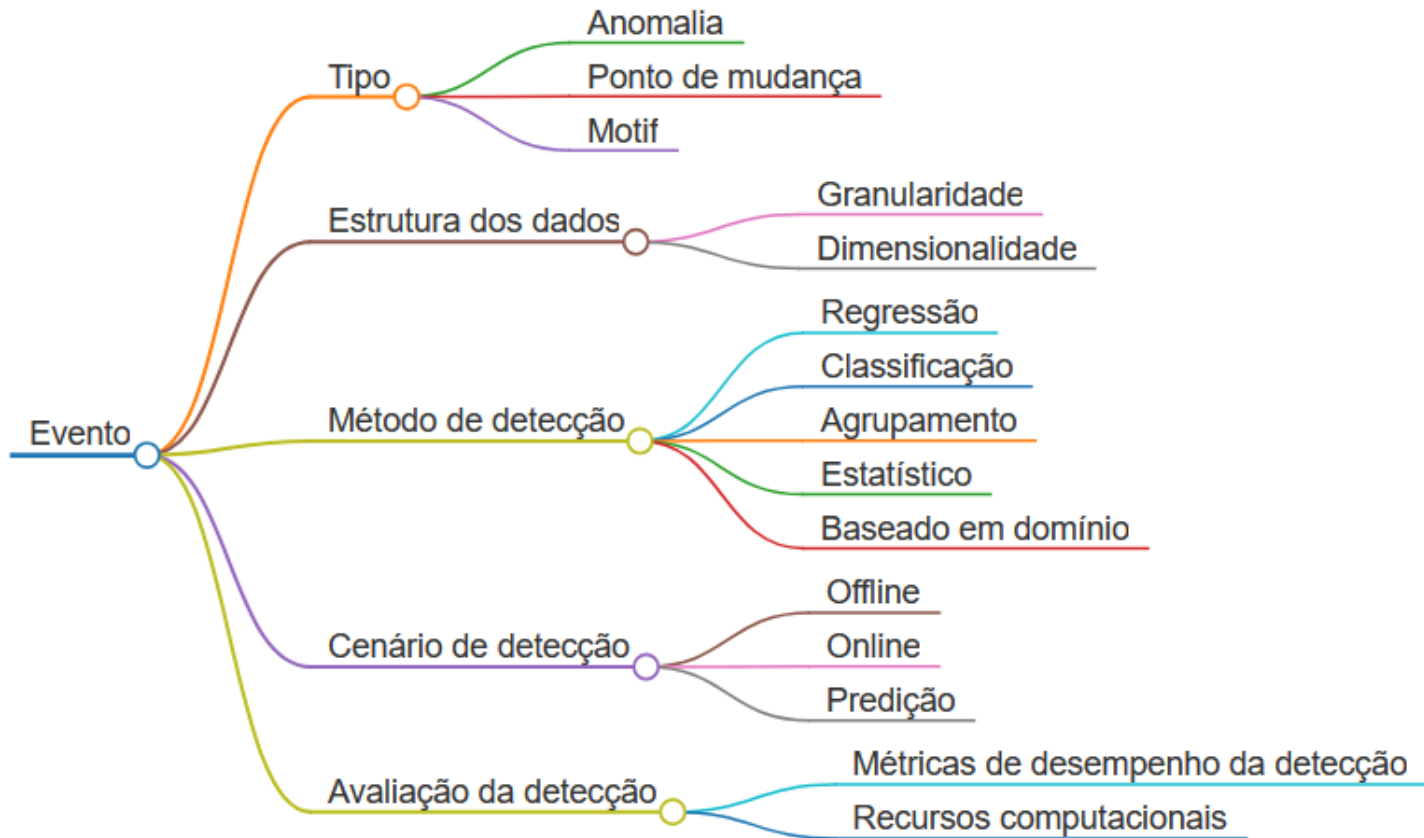 Evento
Tipo
Anomalia
Ponto de mudança
Motif
Estrutura dos dados
Granularidade
Dimensionalidade
Método de detecção
Regressão
Classificação
Agrupamento
Estatístico
Baseado em domínio
Cenário de detecção
Offline
Online
Predição
Avaliação da detecção
Métricas de desempenho da detecção
Recursos computacionais